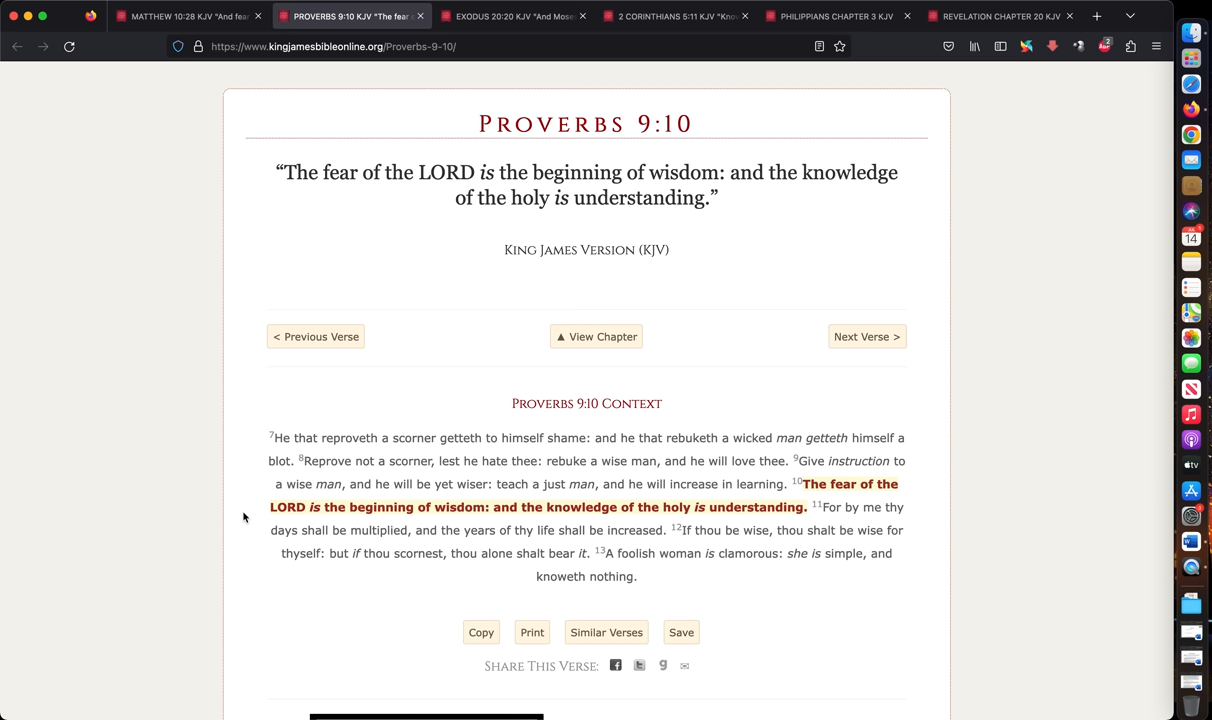 MATTHEW 10:28 KJV "And fear
PROVERBS 9:10 KJV "The fear o
EXODUS 20:20 KJV "And Mose
2 CORINTHIANS 5:11 KJV "Know
PHILIPPIANS CHAPTER 3 KJV
REVELATION CHAPTER 20 KJV
https://www.kingjamesbibleonline.org/Proverbs-9-10/
PROVERBS 9:10
“The fear of the LORD is the beginning of wisdom: and the knowledge
of the holy is understanding.”
KING JAMES VERSION (KJV)
< Previous Verse
▲ View Chapter
Next Verse >
PROVERBS 9:10 CONTEXT
7He that reproveth a scorner getteth to himself shame: and he that rebuketh a wicked man getteth himself a
blot. 8Reprove not a scorner, lest he hate thee: rebuke a wise man, and he will love thee. 9Give instruction to
a wise man, and he will be yet wiser: teach a just man, and he will increase in learning. 10The fear of the
LORD is the beginning of wisdom: and the knowledge of the holy is understanding. 11For by me thy
days shall be multiplied, and the years of thy life shall be increased. 12If thou be wise, thou shalt be wise for
thyself: but if thou scornest, thou alone shalt bear it. 13A foolish woman is clamorous: she is simple, and
knoweth nothing.
Copy
Print
Similar Verses
Save
SHARE THIS VERSE:
2
14
tv